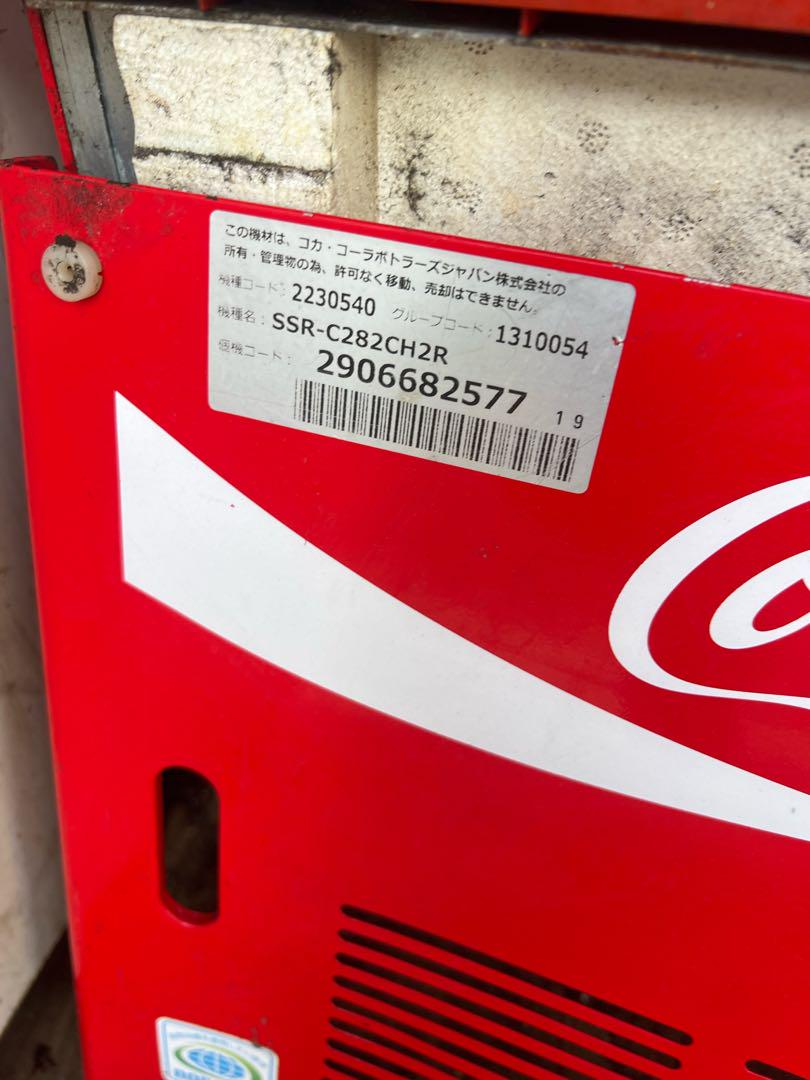 この機材は、コカ・コーラボトラーズジャパン株式会社の
所有・管理物の為、許可なく移動、売却はできません。
機種コード: 2230540 グループコード: 1310054
機種名: SSR-C282CH2R
個機コード: 2906682577
19